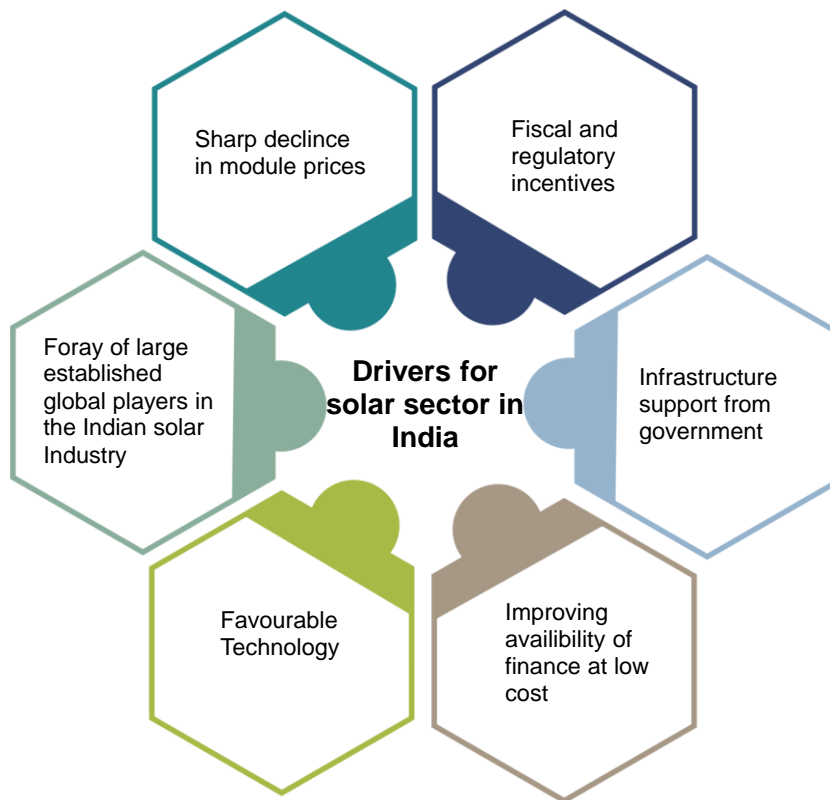 Sharp declince
in module prices
Fiscal and
regulatory
incentives
Foray of large
established
global players in
the Indian solar
Industry
Drivers for
solar sector in
India
Infrastructure
support from
government
Favourable
Technology
Improving
availibility of
finance at low
cost